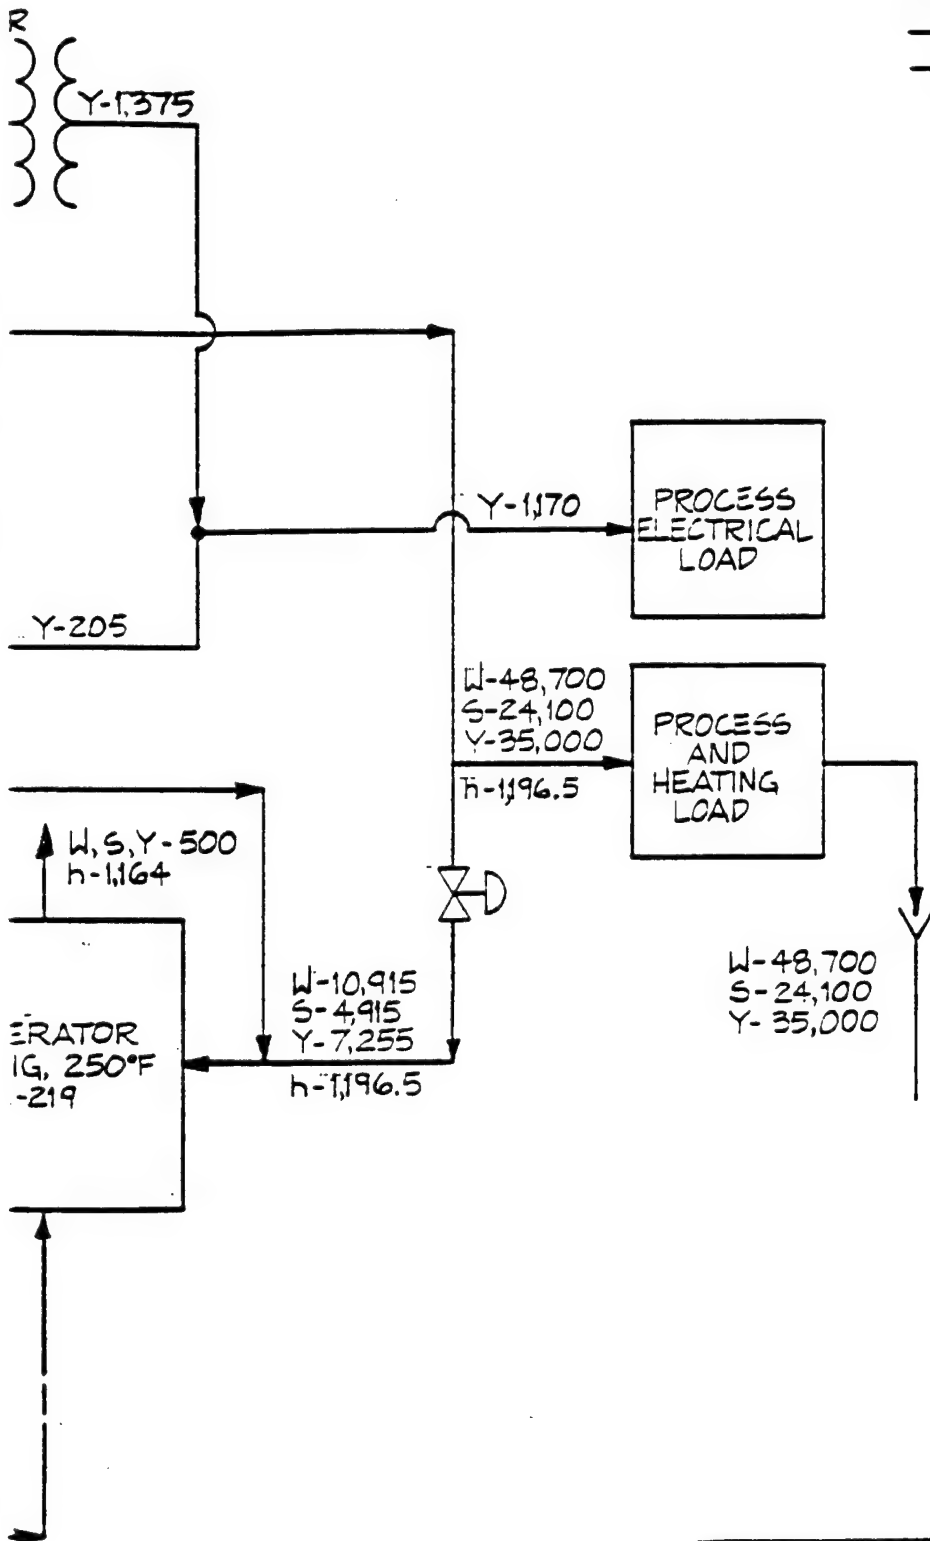 R
Y-1,375
Y-1,170
PROCESS
ELECTRICAL
LOAD
Y-205
W-48,700
S-24,100
Y-35,000
h-1,196.5
PROCESS
AND
HEATING
LOAD
W, S, Y-500
h-1,164
W-10,915
S-4,915
Y-7,255
h-1,196.5
W-48,700
S-24,100
Y-35,000
ERATOR
IG, 250°F
-219